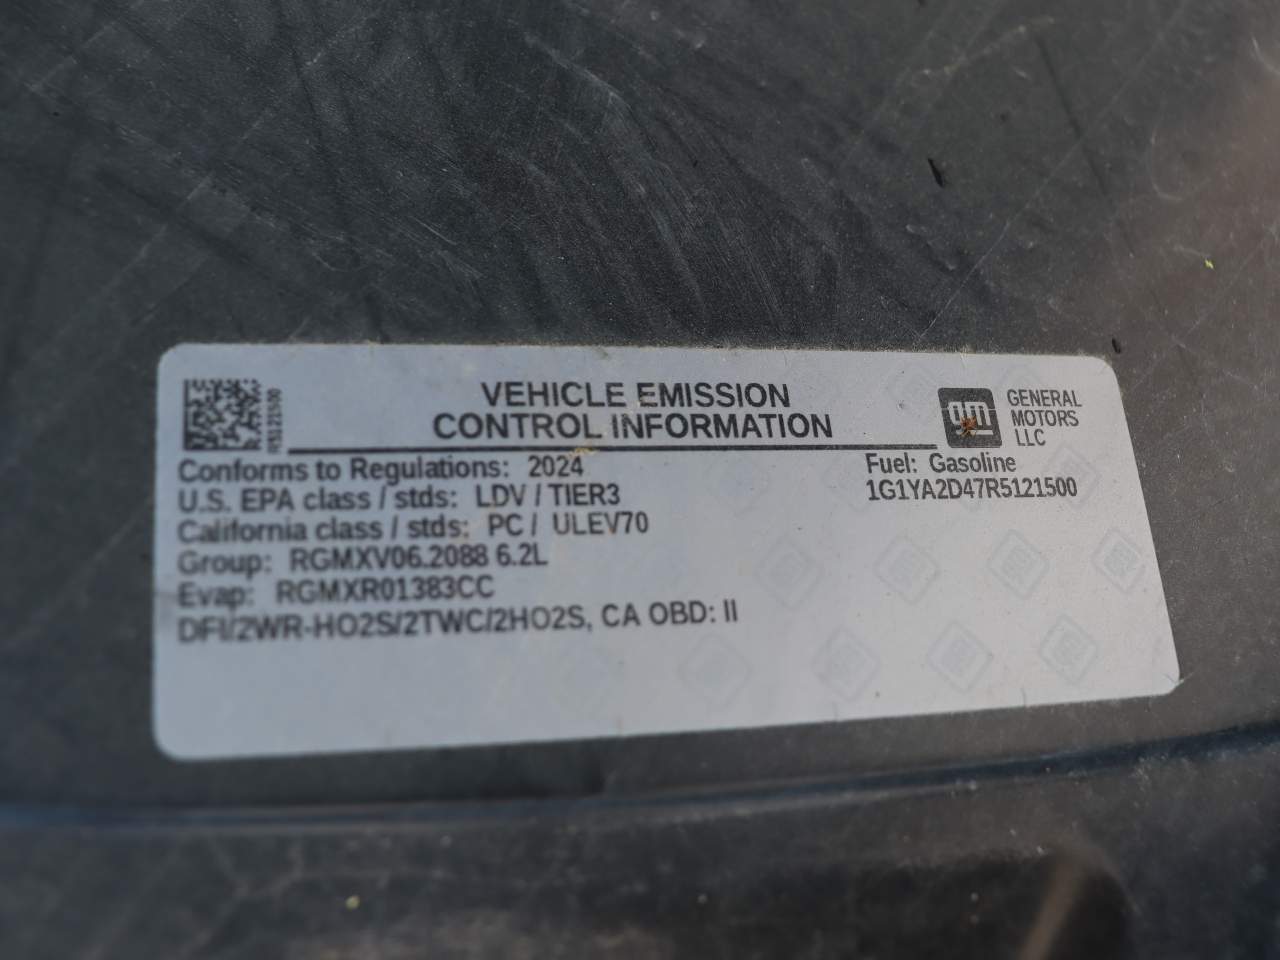 VEHICLE EMISSION
CONTROL INFORMATION
R5121500
gm
GENERAL
MOTORS
LLC
Conforms to Regulations: 2024
Fuel: Gasoline
U.S. EPA class / stds: LDV / TIER3
1G1YA2D47R5121500
California class / stds: PC / ULEV70
Group: RGMXV06.2088 6.2L
Evap: RGMXR01383CC
DFI/2WR-HO2S/2TWC/2HO2S, CA OBD: II